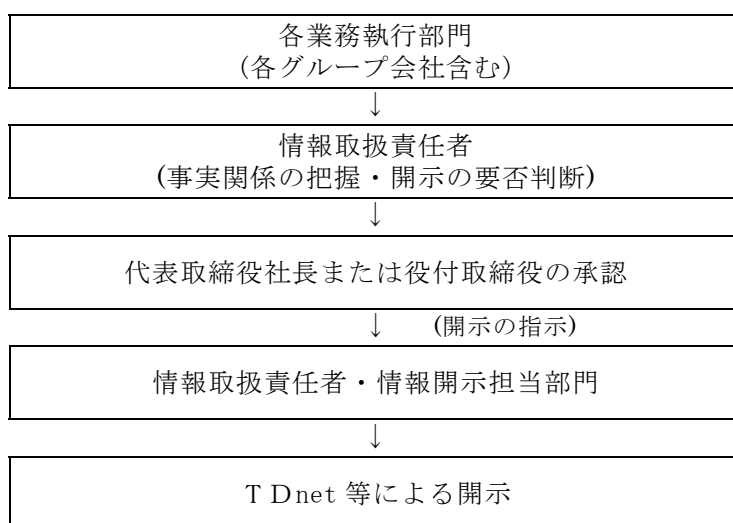 各業務執行部門
(各グループ会社含む)
↓
情報取扱責任者
(事実関係の把握・開示の要否判断)
↓
代表取締役社長または役付取締役の承認
↓ (開示の指示)
情報取扱責任者・情報開示担当部門
↓
ＴＤnet 等による開示